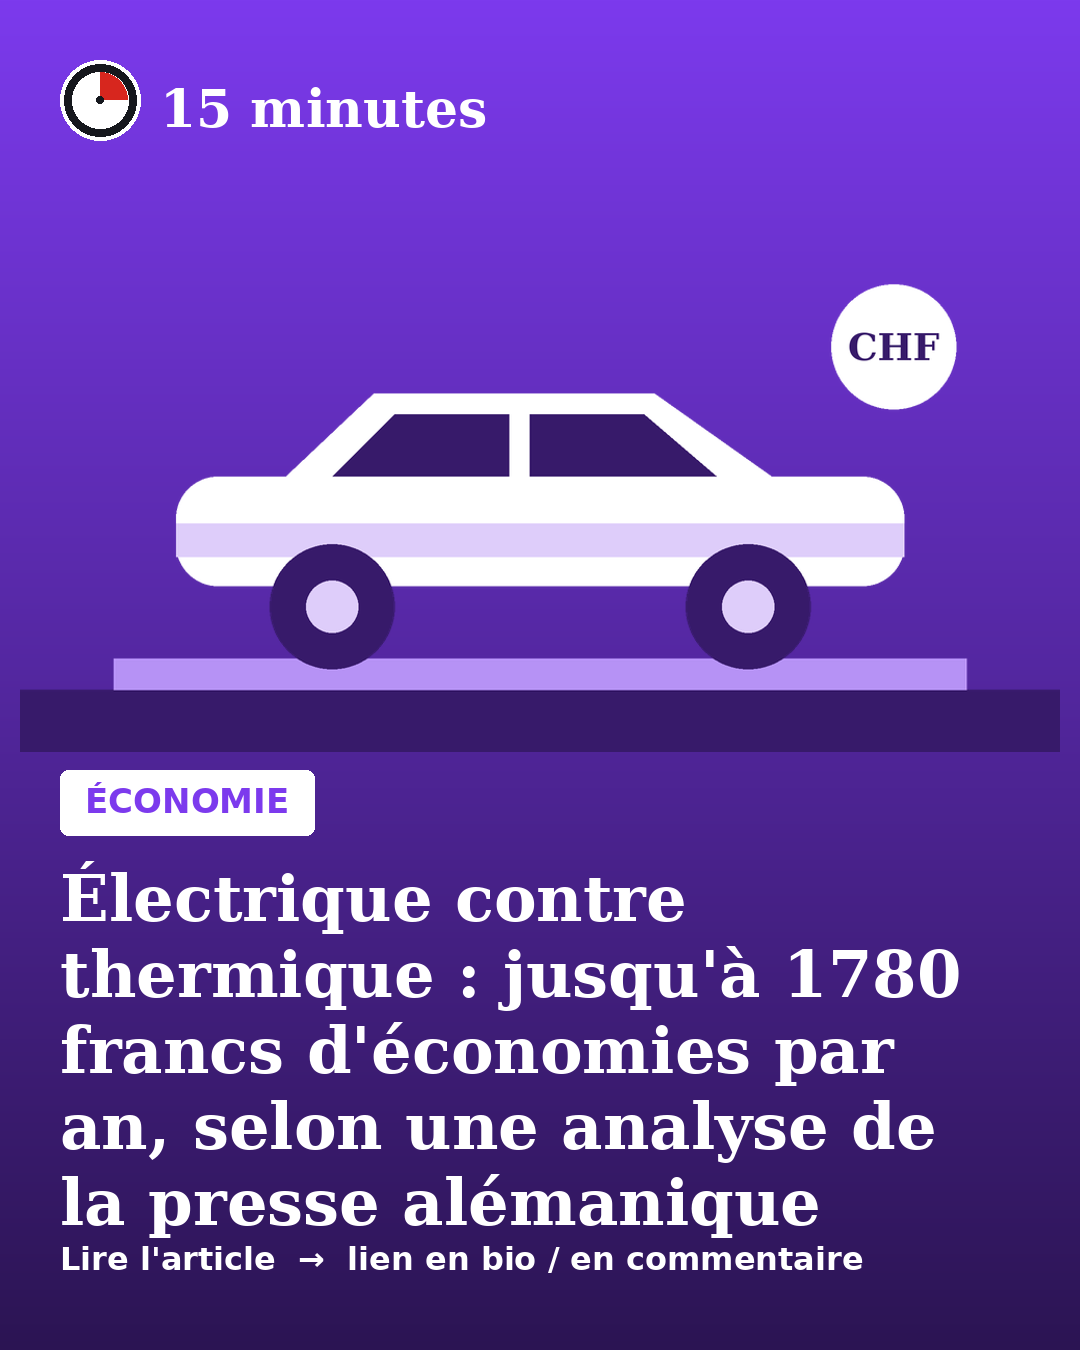 15 minutes
CHF
ÉCONOMIE
Électrique contre
thermique : jusqu'à 1780
francs d'économies par
an, selon une analyse de
la presse alémanique
Lire l'article → lien en bio / en commentaire